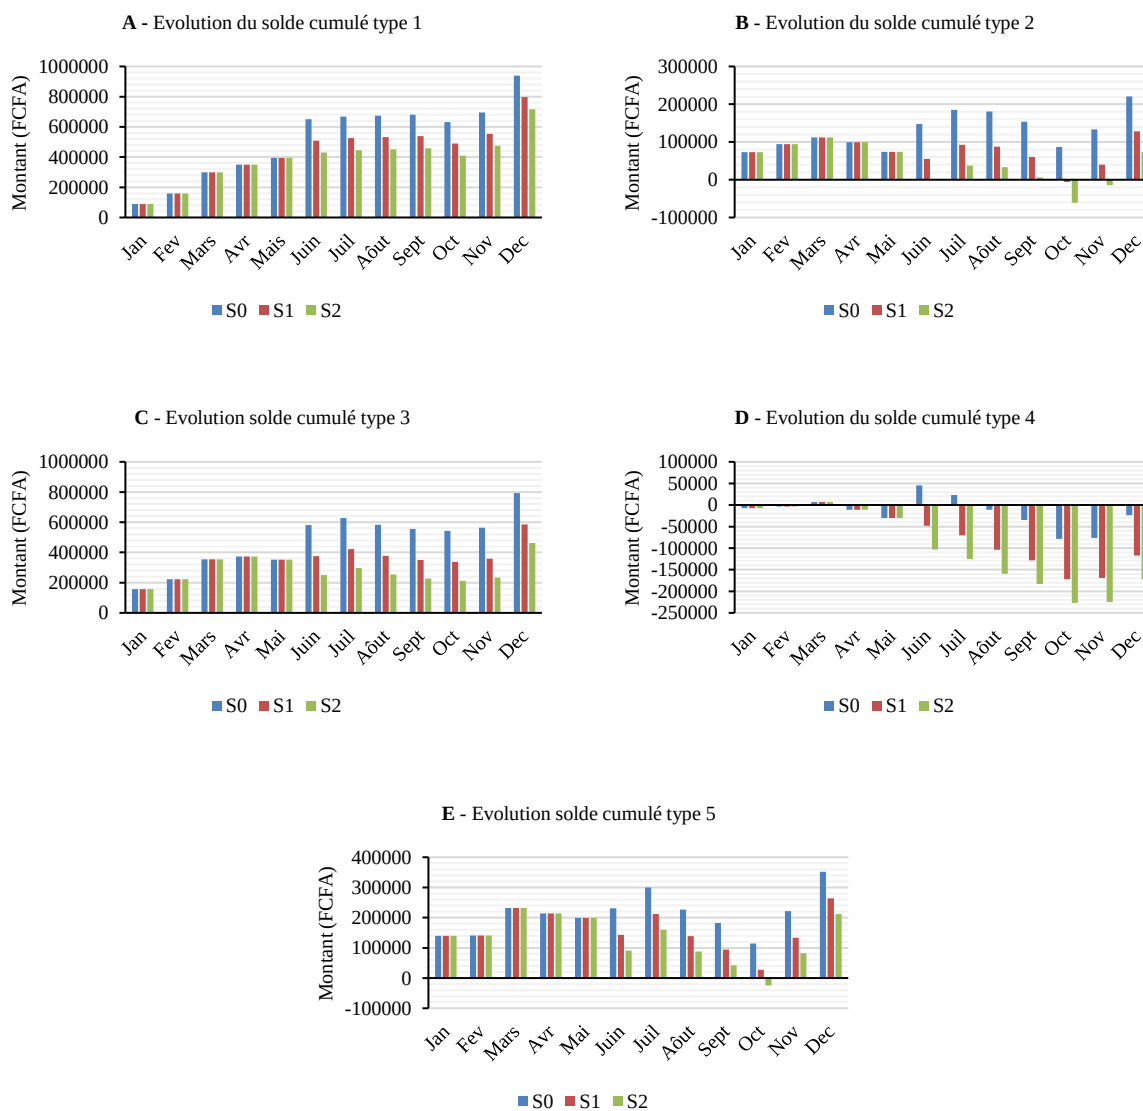 A - Evolution du solde cumulé type 1
Montant (FCFA)
1000000
800000
600000
400000
200000
0
Jan Fev Mars Avr Mais Juin Juil Aôut Sept Oct Nov Dec
S0 S1 S2
B - Evolution du solde cumulé type 2
Montant (FCFA)
300000
200000
100000
0
-100000
Jan Fev Mars Avr Mai Juin Juil Aôut Sept Oct Nov Dec
S0 S1 S2
C - Evolution solde cumulé type 3
Montant (FCFA)
1000000
800000
600000
400000
200000
0
Jan Fev Mars Avr Mai Juin Juil Aôut Sept Oct Nov Dec
S0 S1 S2
D - Evolution du solde cumulé type 4
Montant (FCFA)
100000
50000
0
-50000
-100000
-150000
-200000
-250000
Jan Fev Mars Avr Mai Juin Juil Aôut Sept Oct Nov Dec
S0 S1 S2
E - Evolution solde cumulé type 5
Montant (FCFA)
400000
300000
200000
100000
0
-100000
Jan Fev Mars Avr Mai Juin Juil Aôut Sept Oct Nov Dec
S0 S1 S2